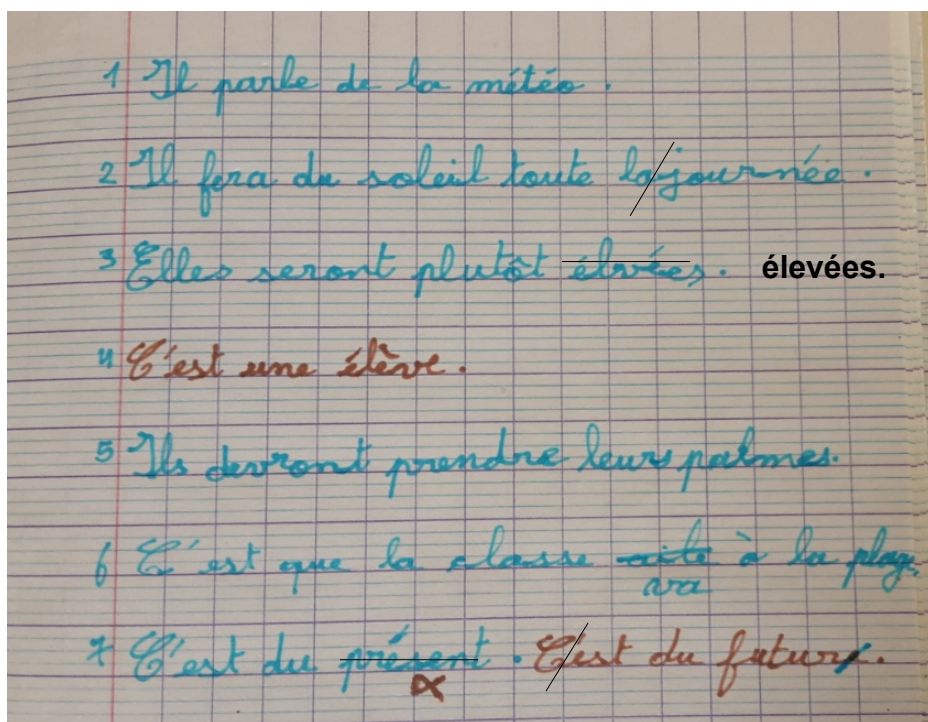 1 Il parle de la météo.
2 Il fera du soleil toute la journée.
3 Elles seront plutôt élvées. élevées.
4 C'est une élève.
5 Ils devront prendre leurs palmes.
6 C'est que la classe à la plage.
va
7 C'est du présent. C'est du futur.